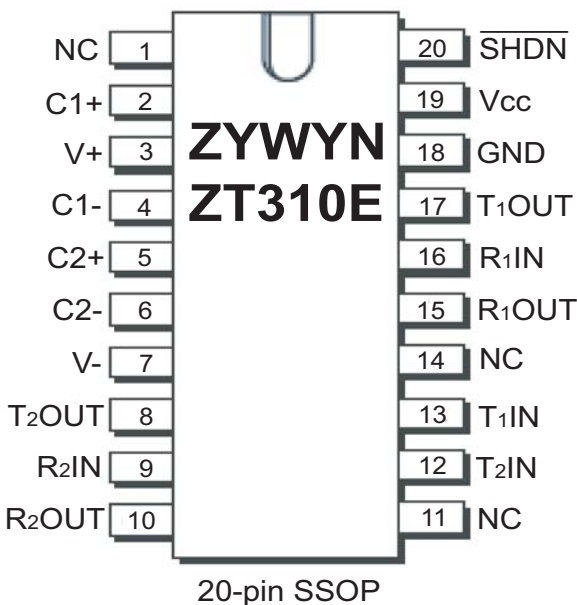 NC 1
C1+ 2
V+ 3
C1- 4
C2+ 5
C2- 6
V- 7
T2OUT 8
R2IN 9
R2OUT 10
ZYWYN
ZT310E
20 SHDN
19 Vcc
18 GND
17 T1OUT
16 R1IN
15 R1OUT
14 NC
13 T1IN
12 T2IN
11 NC
20-pin SSOP